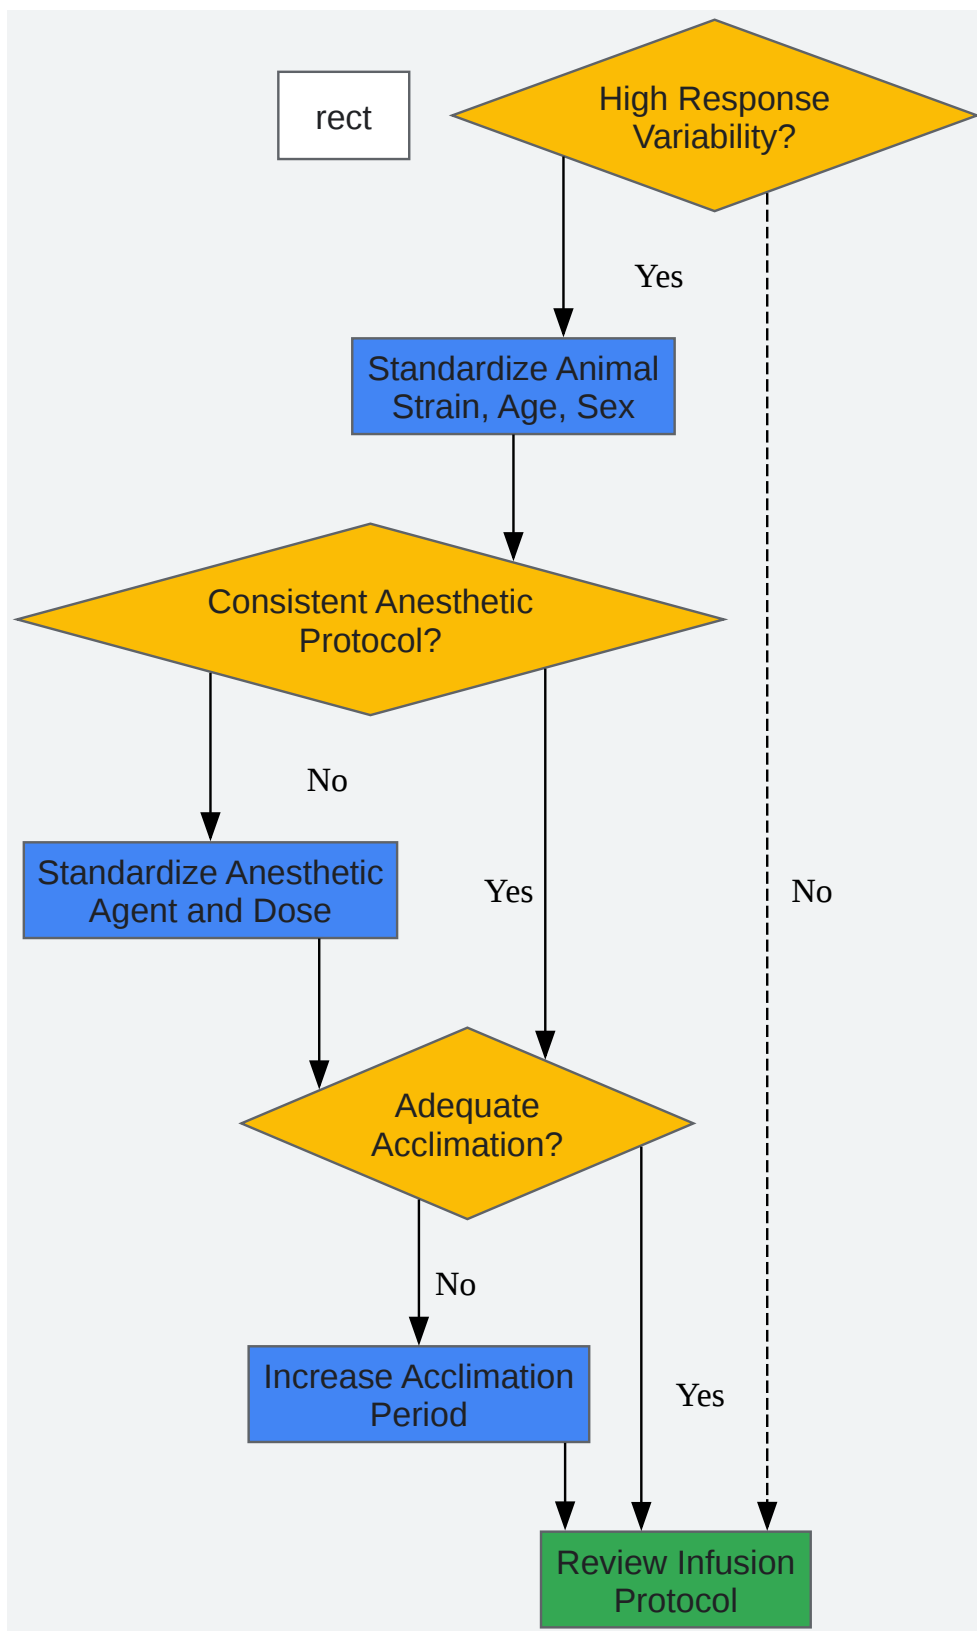 rect
High Response
Variability?
Yes
Standardize Animal
Strain, Age, Sex
Consistent Anesthetic
Protocol?
No
Standardize Anesthetic
Agent and Dose
Yes
No
Adequate
Acclimation?
No
Increase Acclimation
Period
Yes
Review Infusion
Protocol